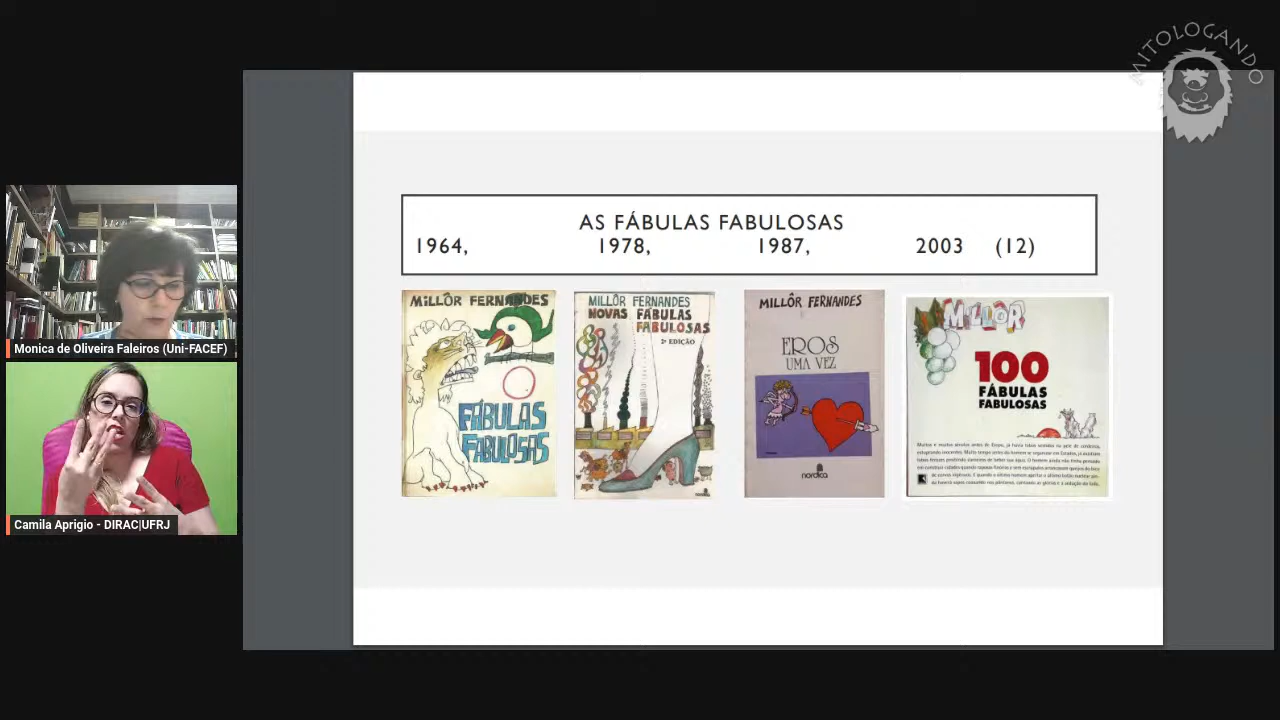 MITOLOGANDO
AS FÁBULAS FABULOSAS
1964, 1978, 1987, 2003 (12)
MILLÔR FERNANDES
FÁBULAS
FABULOSAS
MILLÔR FERNANDES
NOVAS FÁBULAS
FABULOSAS
2ª EDIÇÃO
MILLÔR FERNANDES
EROS
UMA VEZ
nordica
MILLÔR
100
FÁBULAS
FABULOSAS
Monica de Oliveira Faleiros (Uni-FACEF)
Camila Aprigio - DIRAC|UFRJ